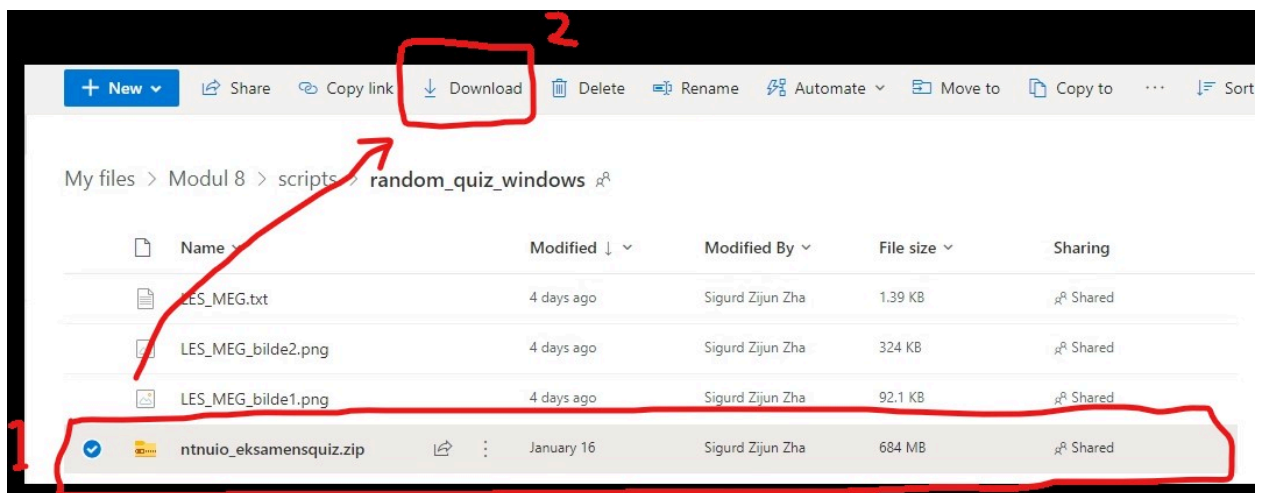 2
+ New Share Copy link Download Delete Rename Automate Move to Copy to ... Sort
My files > Modul 8 > scripts > random_quiz_windows
Name Modified ↓ Modified By File size Sharing
LES_MEG.txt 4 days ago Sigurd Zijun Zha 1.39 KB Shared
LES_MEG_bilde2.png 4 days ago Sigurd Zijun Zha 324 KB Shared
LES_MEG_bilde1.png 4 days ago Sigurd Zijun Zha 92.1 KB Shared
1 ntnuio_eksamensquiz.zip January 16 Sigurd Zijun Zha 684 MB Shared